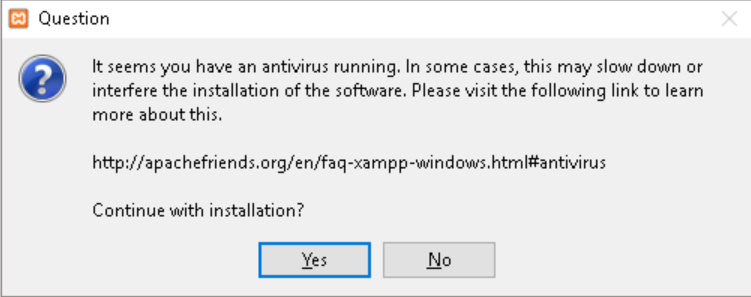 Question
It seems you have an antivirus running. In some cases, this may slow down or
interfere the installation of the software. Please visit the following link to learn
more about this.
http://apachefriends.org/en/faq-xampp-windows.html#antivirus
Continue with installation?
Yes
No